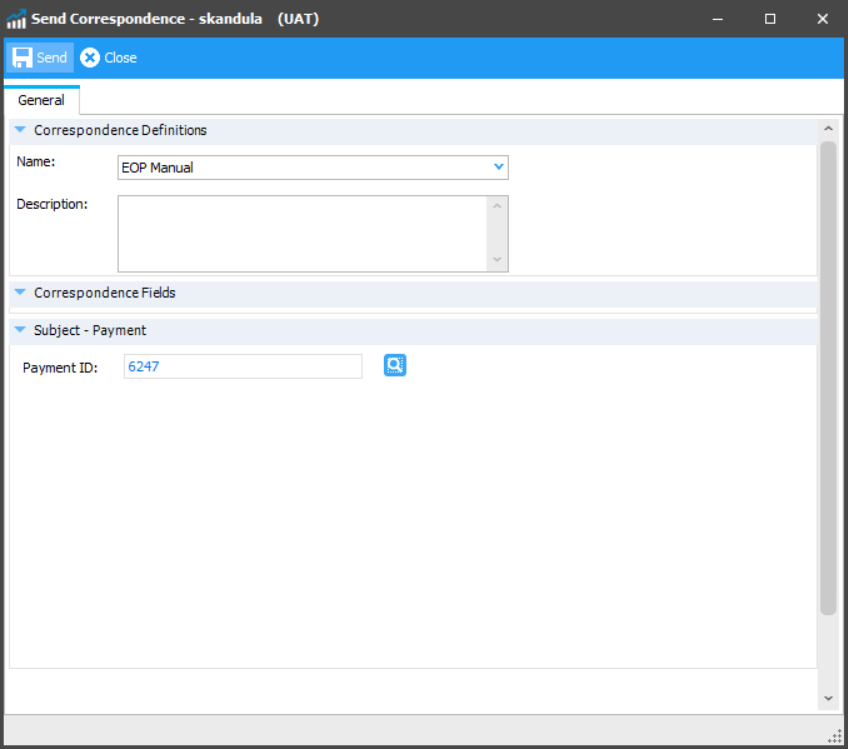 Send Correspondence - skandula (UAT)
Send Close
General
Correspondence Definitions
Name: EOP Manual
Description:
Correspondence Fields
Subject - Payment
Payment ID: 6247